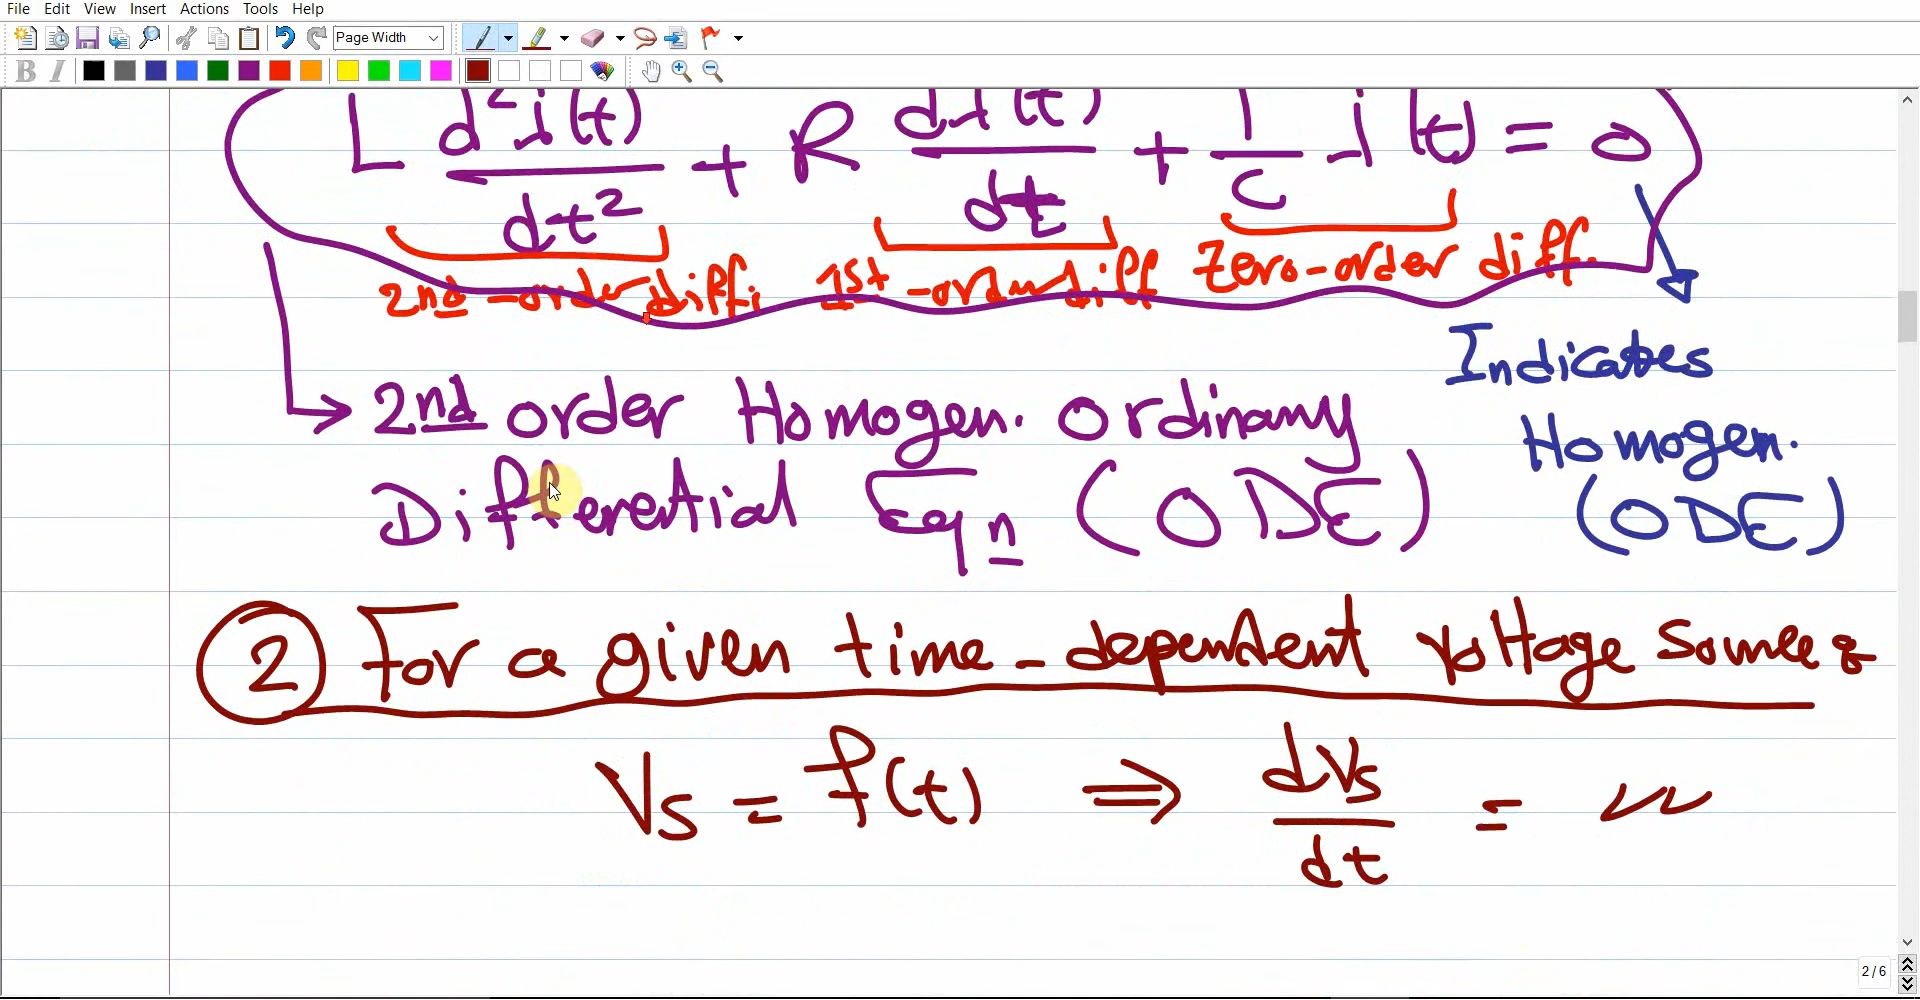 File Edit View Insert Actions Tools Help
Page Width
L d²i(t)/dt² + R di(t)/dt + 1/C i(t) = 0
2nd-order diff. 1st-order diff Zero-order diff.
Indicates
Homogen.
(ODE)
2nd order Homogen. Ordinary
Differential Eqn (ODE)
2 For a given time-dependent Voltage Source
Vs = f(t) ⇒ dVs/dt =
2 / 6